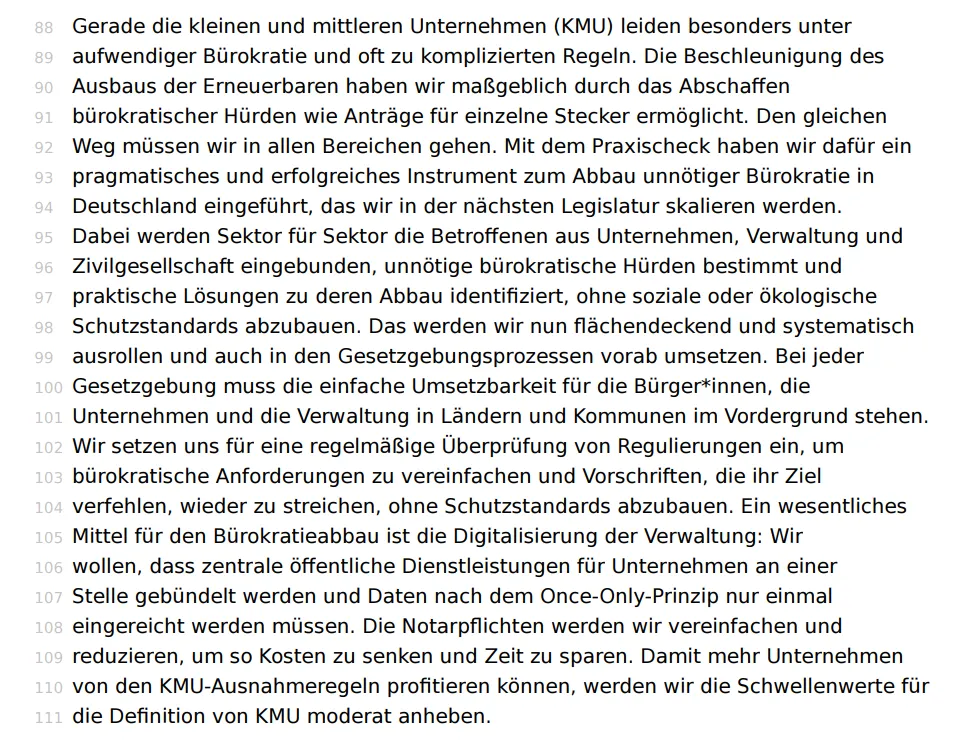 88 Gerade die kleinen und mittleren Unternehmen (KMU) leiden besonders unter
89 aufwendiger Bürokratie und oft zu komplizierten Regeln. Die Beschleunigung des
90 Ausbaus der Erneuerbaren haben wir maßgeblich durch das Abschaffen
91 bürokratischer Hürden wie Anträge für einzelne Stecker ermöglicht. Den gleichen
92 Weg müssen wir in allen Bereichen gehen. Mit dem Praxischeck haben wir dafür ein
93 pragmatisches und erfolgreiches Instrument zum Abbau unnötiger Bürokratie in
94 Deutschland eingeführt, das wir in der nächsten Legislatur skalieren werden.
95 Dabei werden Sektor für Sektor die Betroffenen aus Unternehmen, Verwaltung und
96 Zivilgesellschaft eingebunden, unnötige bürokratische Hürden bestimmt und
97 praktische Lösungen zu deren Abbau identifiziert, ohne soziale oder ökologische
98 Schutzstandards abzubauen. Das werden wir nun flächendeckend und systematisch
99 ausrollen und auch in den Gesetzgebungsprozessen vorab umsetzen. Bei jeder
100 Gesetzgebung muss die einfache Umsetzbarkeit für die Bürger*innen, die
101 Unternehmen und die Verwaltung in Ländern und Kommunen im Vordergrund stehen.
102 Wir setzen uns für eine regelmäßige Überprüfung von Regulierungen ein, um
103 bürokratische Anforderungen zu vereinfachen und Vorschriften, die ihr Ziel
104 verfehlen, wieder zu streichen, ohne Schutzstandards abzubauen. Ein wesentliches
105 Mittel für den Bürokratieabbau ist die Digitalisierung der Verwaltung: Wir
106 wollen, dass zentrale öffentliche Dienstleistungen für Unternehmen an einer
107 Stelle gebündelt werden und Daten nach dem Once-Only-Prinzip nur einmal
108 eingereicht werden müssen. Die Notarpflichten werden wir vereinfachen und
109 reduzieren, um so Kosten zu senken und Zeit zu sparen. Damit mehr Unternehmen
110 von den KMU-Ausnahmeregeln profitieren können, werden wir die Schwellenwerte für
111 die Definition von KMU moderat anheben.